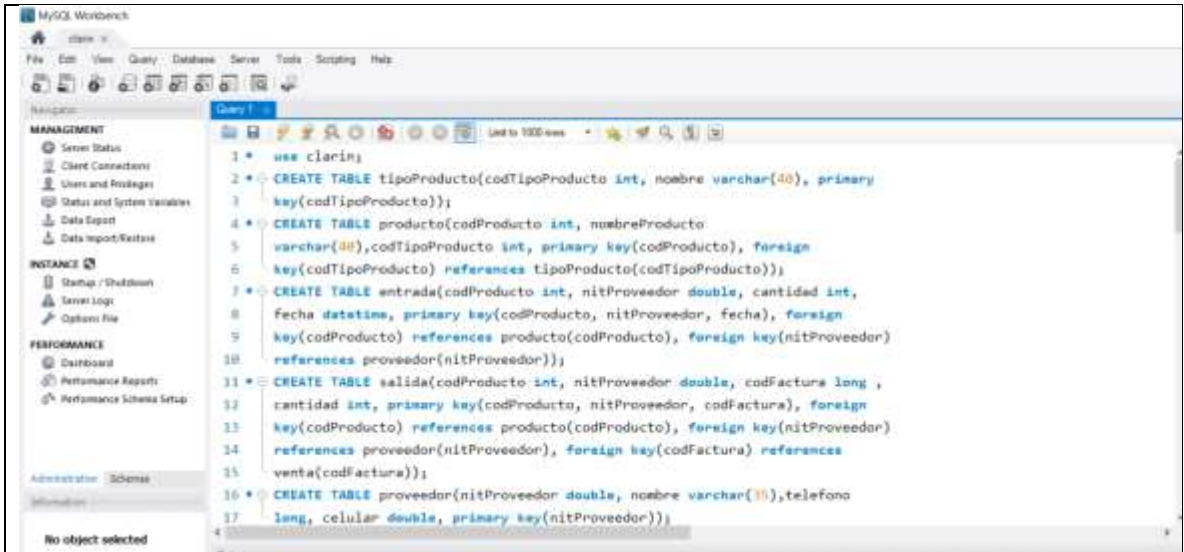 MySQL Workbench
clarin x
File Edit View Query Database Server Tools Scripting Help
Navigator
Query 1
MANAGEMENT
Server Status
Client Connections
Users and Privileges
Status and System Variables
Data Export
Data Import/Restore
INSTANCE
Startup / Shutdown
Server Logs
Options File
PERFORMANCE
Dashboard
Performance Reports
Performance Schema Setup
Administration Schemas
Information
No object selected
Limit to 1000 rows
1 use clarin;
2 CREATE TABLE tipoProducto(codTipoProducto int, nombre varchar(40), primary
3 key(codTipoProducto));
4 CREATE TABLE producto(codProducto int, nombreProducto
5 varchar(40),codTipoProducto int, primary key(codProducto), foreign
6 key(codTipoProducto) references tipoProducto(codTipoProducto));
7 CREATE TABLE entrada(codProducto int, nitProveedor double, cantidad int,
8 fecha datetime, primary key(codProducto, nitProveedor, fecha), foreign
9 key(codProducto) references producto(codProducto), foreign key(nitProveedor)
10 references proveedor(nitProveedor));
11 CREATE TABLE salida(codProducto int, nitProveedor double, codFactura long ,
12 cantidad int, primary key(codProducto, nitProveedor, codFactura), foreign
13 key(codProducto) references producto(codProducto), foreign key(nitProveedor)
14 references proveedor(nitProveedor), foreign key(codFactura) references
15 venta(codFactura));
16 CREATE TABLE proveedor(nitProveedor double, nombre varchar(35),telefono
17 long, celular double, primary key(nitProveedor));